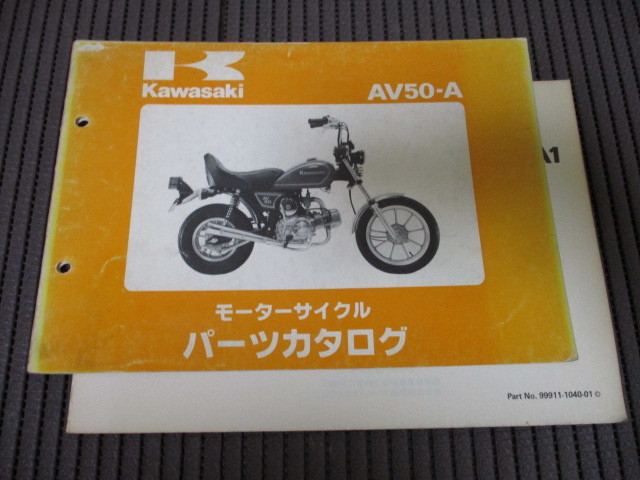 Kawasaki
AV50-A
モーターサイクル
パーツカタログ
A1
Part No. 99911-1040-01